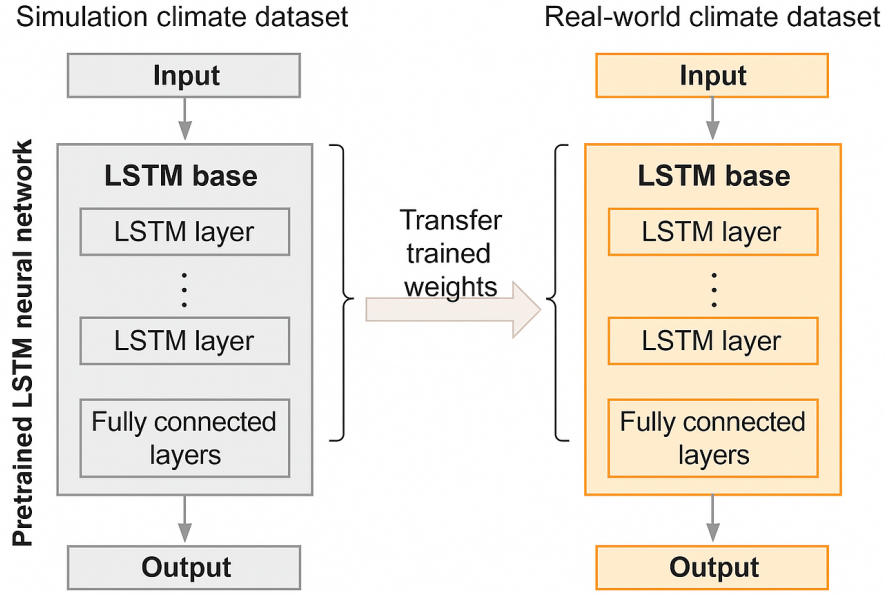 Simulation climate dataset
Real-world climate dataset
Pretrained LSTM neural network
Input
LSTM base
LSTM layer
LSTM layer
Fully connected
layers
Output
Transfer
trained
weights
Input
LSTM base
LSTM layer
LSTM layer
Fully connected
layers
Output